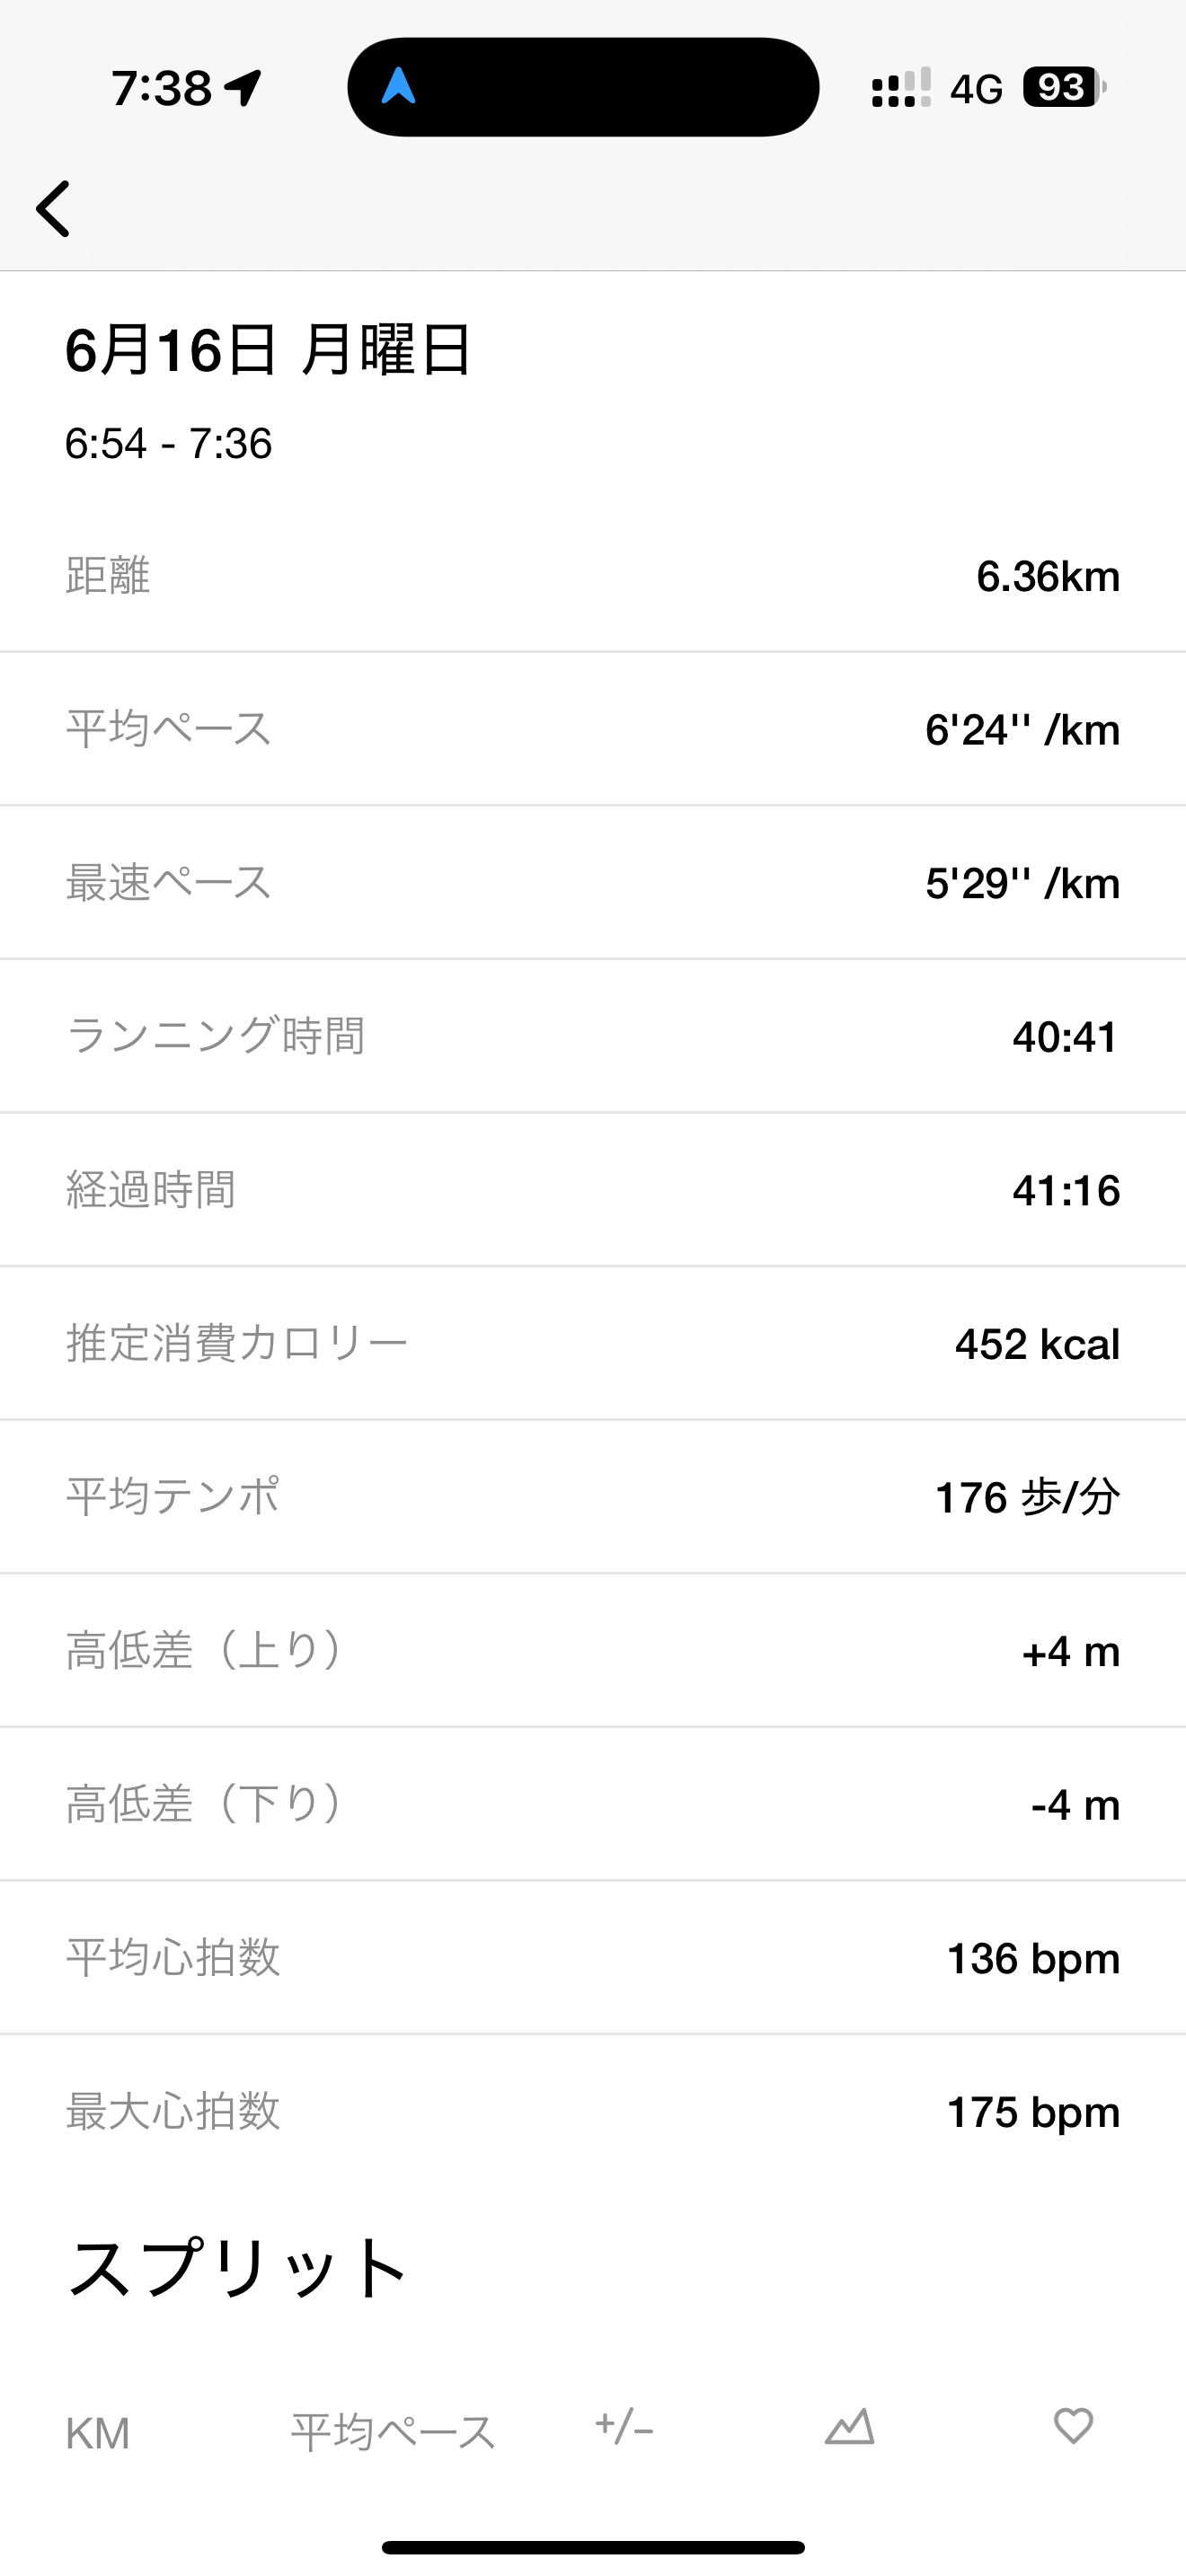 7:38
4G 93
6月16日 月曜日
6:54 - 7:36
距離 6.36km
平均ペース 6'24'' /km
最速ペース 5'29'' /km
ランニング時間 40:41
経過時間 41:16
推定消費カロリー 452 kcal
平均テンポ 176 歩/分
高低差（上り） +4 m
高低差（下り） -4 m
平均心拍数 136 bpm
最大心拍数 175 bpm
スプリット
KM 平均ペース +/-